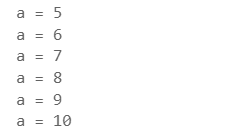 a = 5
a = 6
a = 7
a = 8
a = 9
a = 10